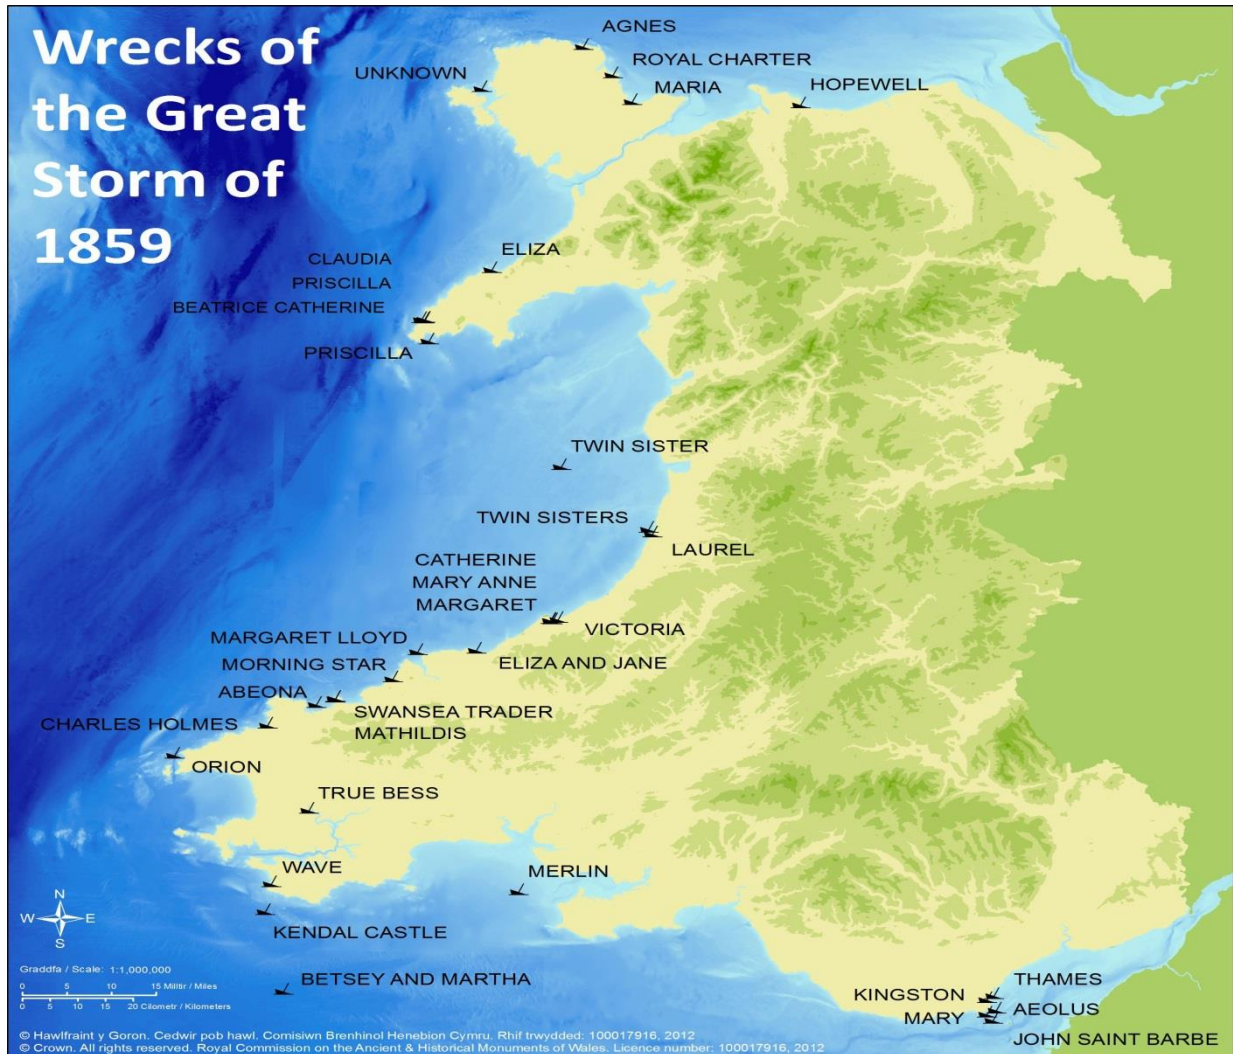 Wrecks of
the Great
Storm of
1859
AGNES
ROYAL CHARTER
UNKNOWN
MARIA
HOPEWELL
ELIZA
CLAUDIA
PRISCILLA
BEATRICE CATHERINE
PRISCILLA
TWIN SISTER
TWIN SISTERS
LAUREL
CATHERINE
MARY ANNE
MARGARET
VICTORIA
MARGARET LLOYD
ELIZA AND JANE
MORNING STAR
ABEONA
SWANSEA TRADER
MATHILDIS
CHARLES HOLMES
ORION
TRUE BESS
WAVE
MERLIN
KENDAL CASTLE
BETSEY AND MARTHA
THAMES
KINGSTON
AEOLUS
MARY
JOHN SAINT BARBE
N
W E
S
Graddfa / Scale: 1:1,000,000
0 5 10 15 Milltir / Miles
0 5 10 15 20 Cilometr / Kilometers
© Hawlfraint y Goron. Cedwir pob hawl. Comisiwn Brenhinol Henebion Cymru. Rhif trwydded: 100017916, 2012
© Crown. All rights reserved. Royal Commission on the Ancient & Historical Monuments of Wales. Licence number: 100017916, 2012